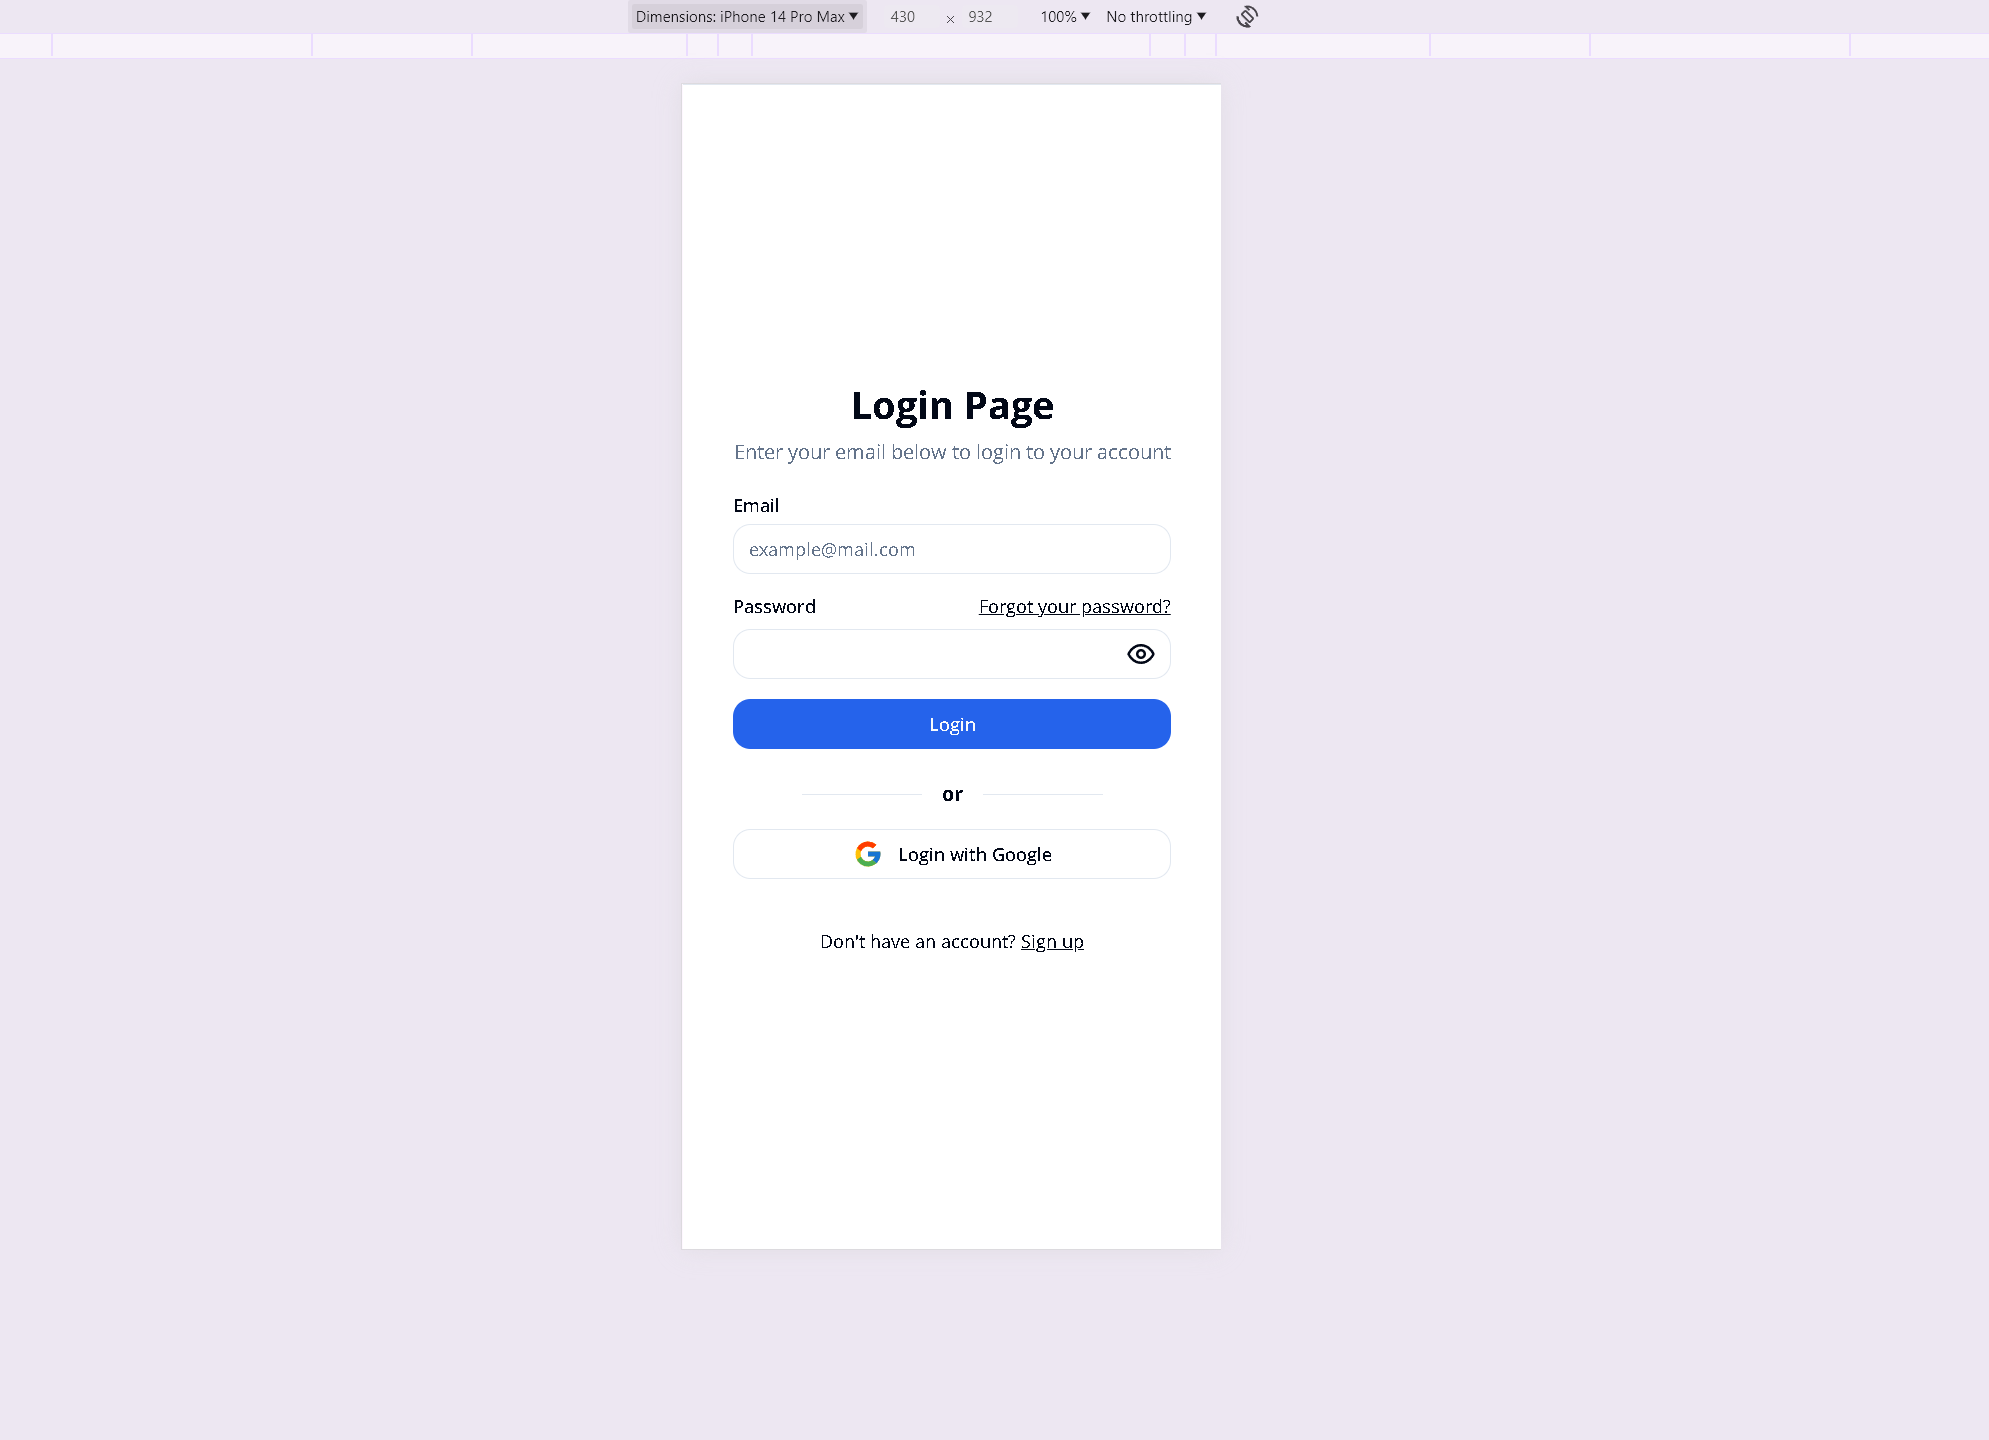 Dimensions: iPhone 14 Pro Max ▼ 430 × 932 100% ▼ No throttling ▼
Login Page
Enter your email below to login to your account
Email
example@mail.com
Password Forgot your password?
Login
or
Login with Google
Don't have an account? Sign up